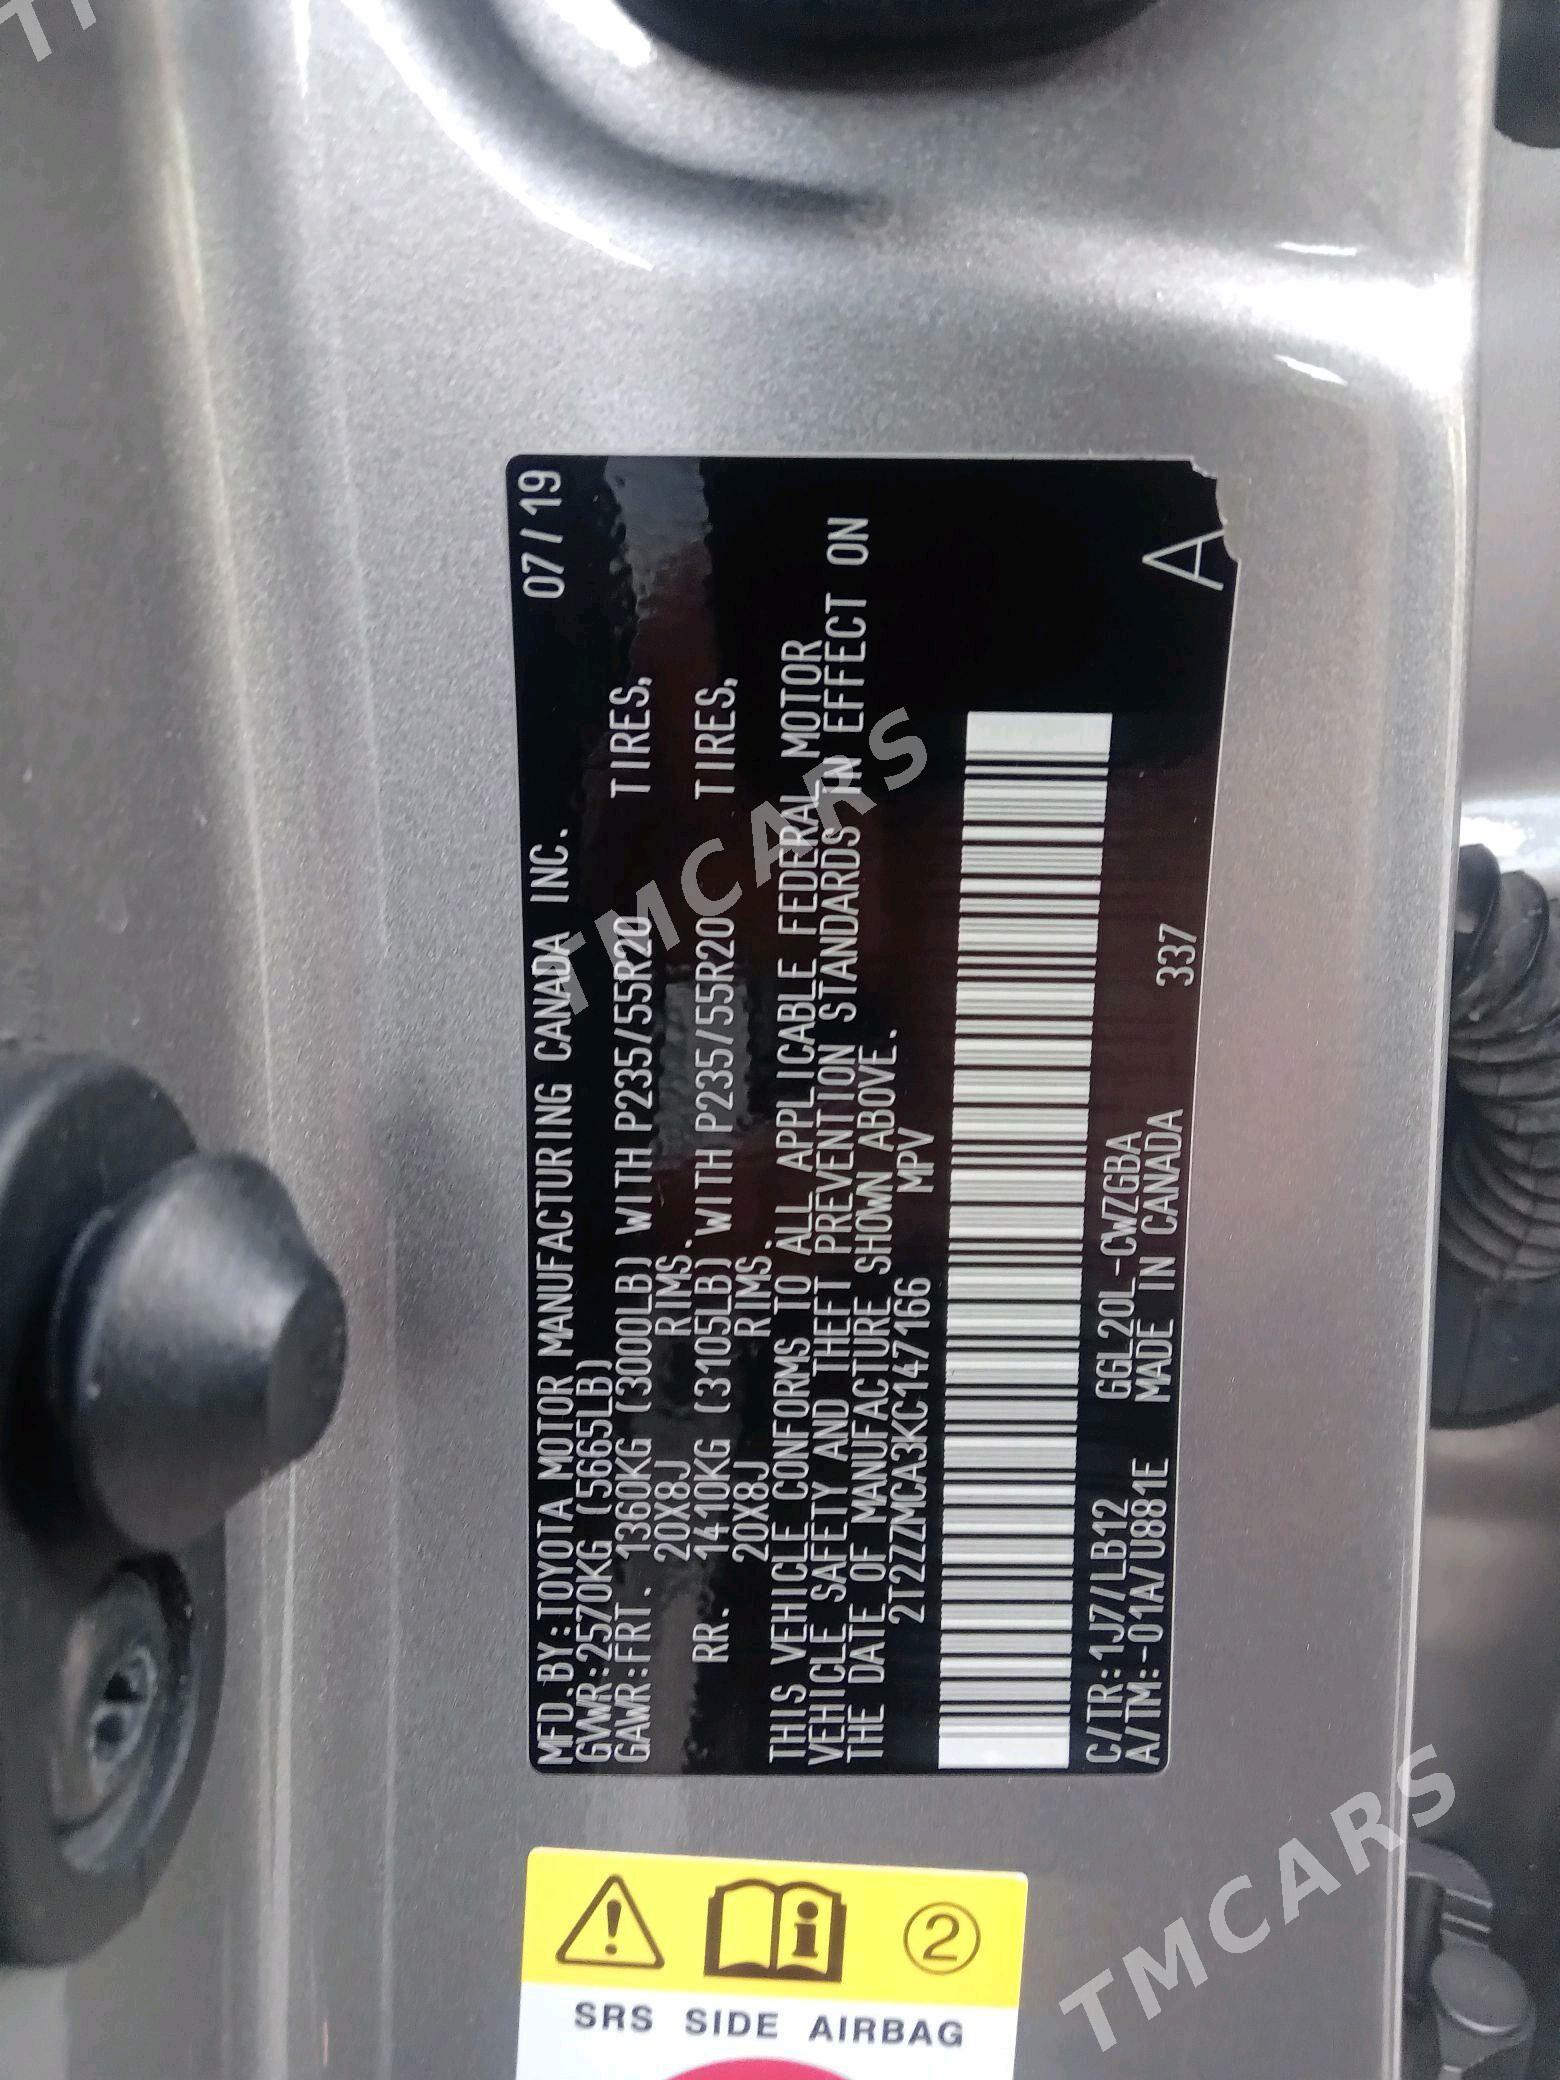 MFD.BY:TOYOTA MOTOR MANUFACTURING CANADA INC. 07/19
GVWR:2570KG (5665LB)
GAWR:FRT. 1360KG (3000LB) WITH P235/55R20 TIRES,
20X8J RIMS.
RR. 1410KG (3105LB) WITH P235/55R20 TIRES,
20X8J RIMS.
THIS VEHICLE CONFORMS TO ALL APPLICABLE FEDERAL MOTOR
VEHICLE SAFETY AND THEFT PREVENTION STANDARDS IN EFFECT ON
THE DATE OF MANUFACTURE SHOWN ABOVE.
2T2ZZMCA3KC147166 MPV
C/TR:1J7/LB12 GGL20L-CWZGBA
A/TM:-01A/U881E MADE IN CANADA 337
A
2
SRS SIDE AIRBAG
TMCARS
TMCARS